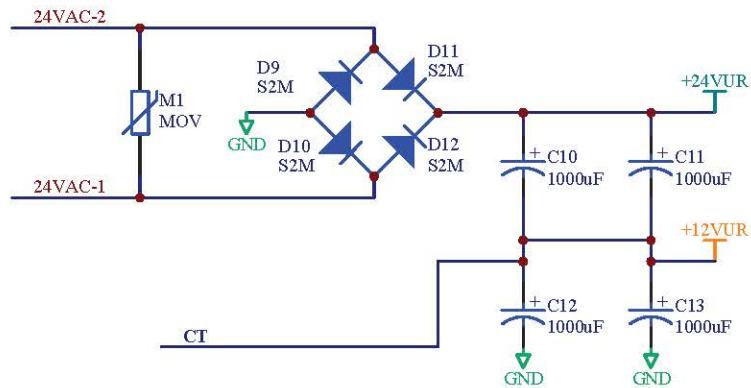 24VAC-2
D11
S2M
D9
S2M
+24VUR
M1
MOV
GND
D10
S2M
D12
S2M
+
C10
1000uF
+
C11
1000uF
24VAC-1
+12VUR
CT
+
C12
1000uF
+
C13
1000uF
GND
GND